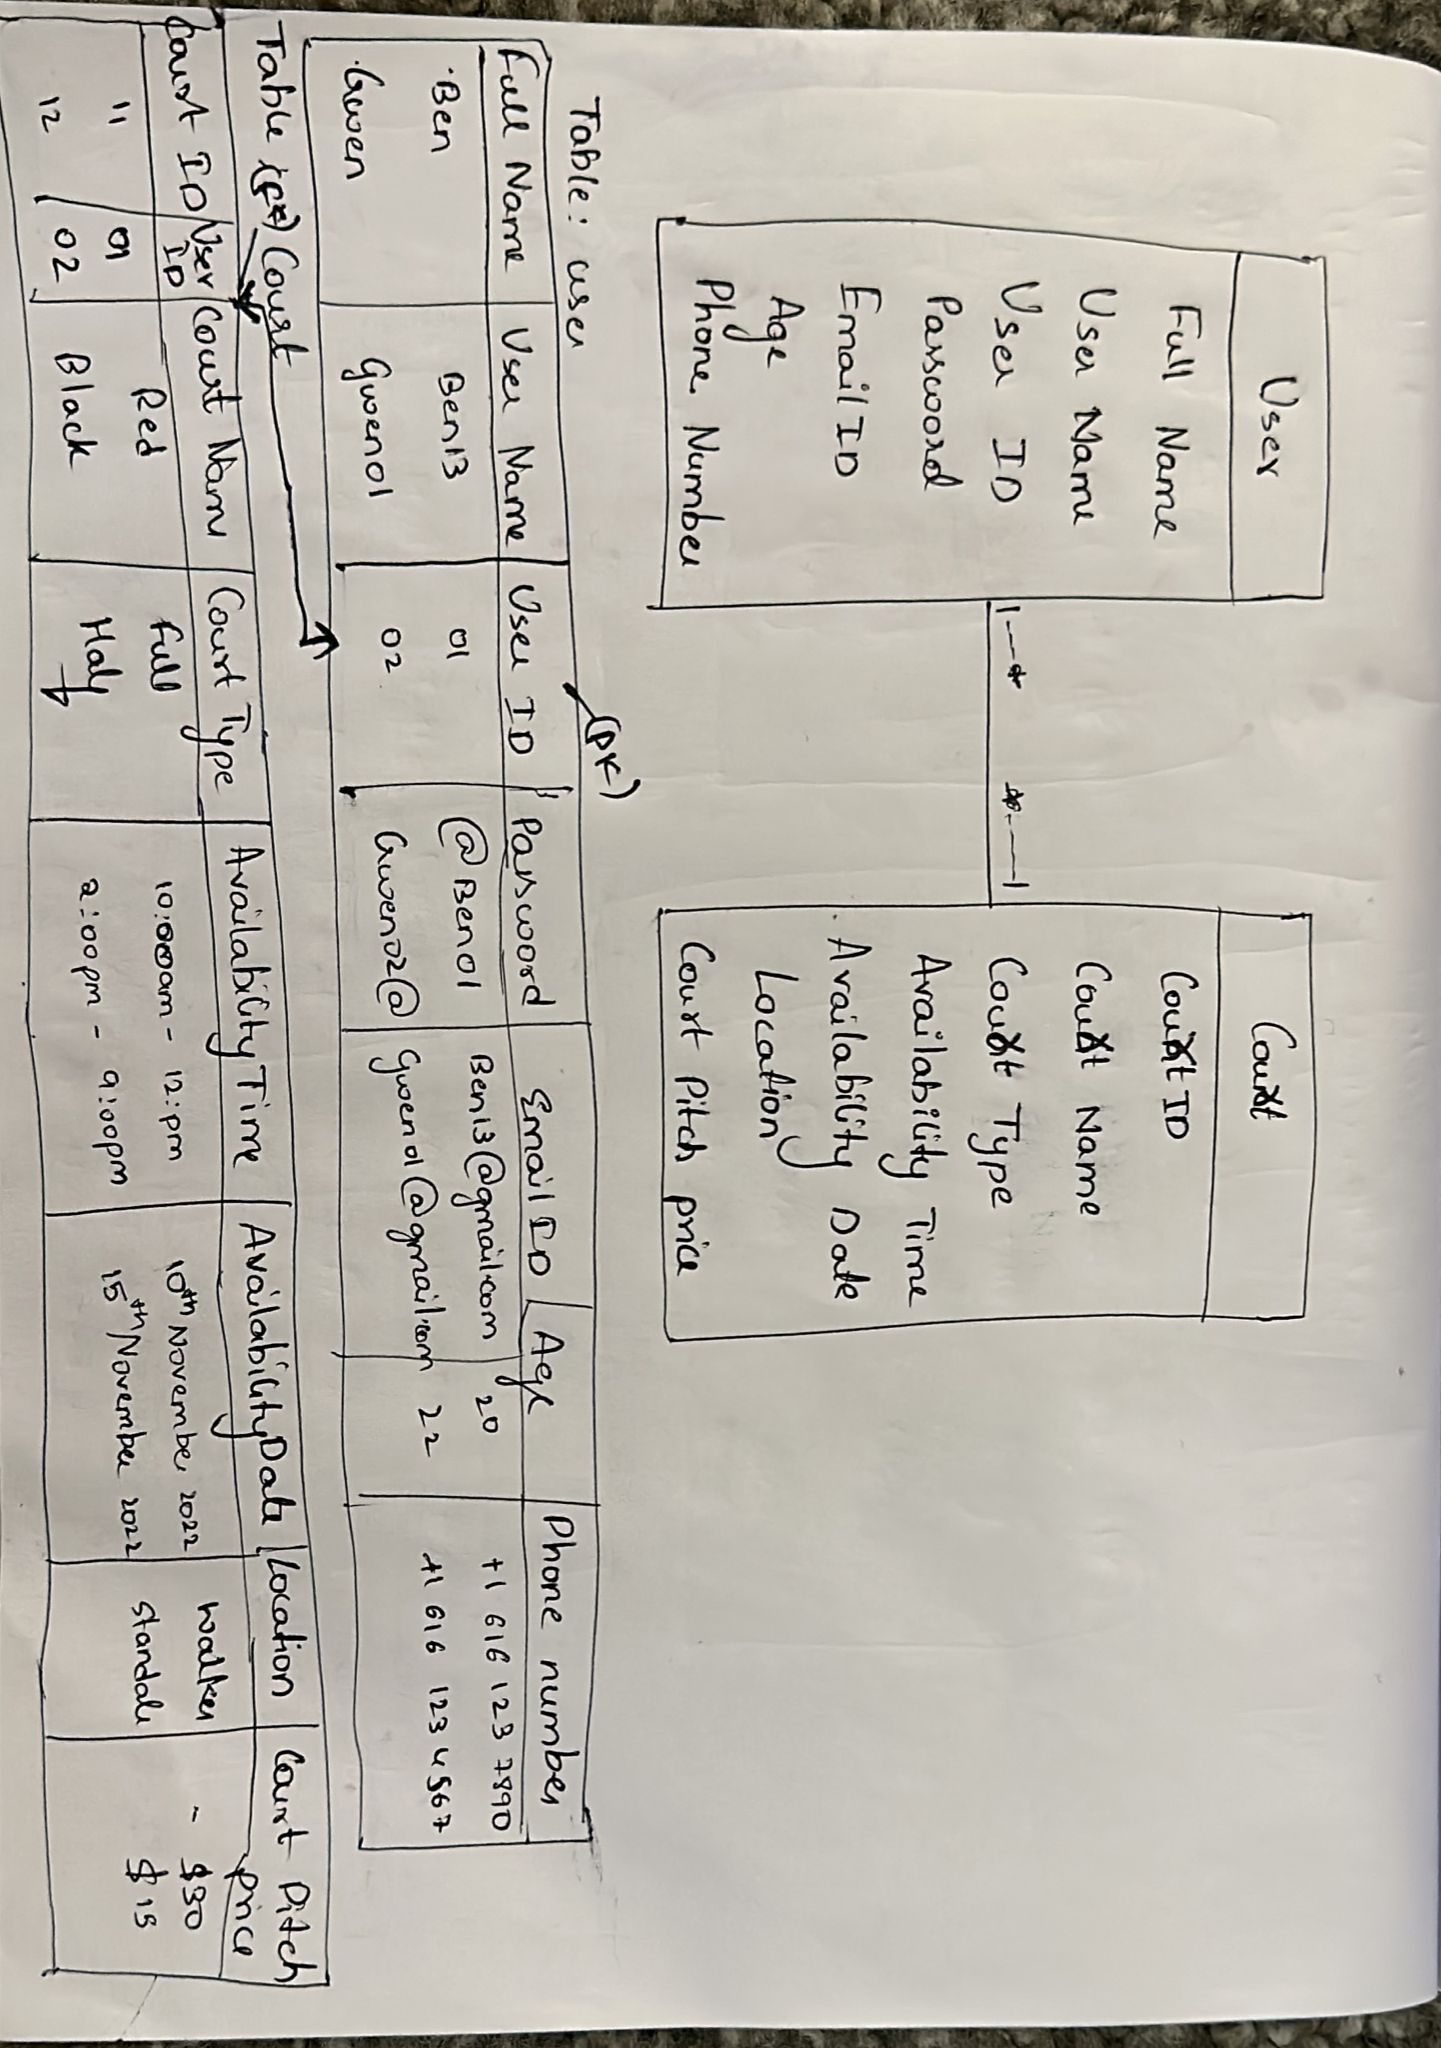 User
Full Name
User Name
User ID
Password
Email ID
Age
Phone Number
1---*
*---1
Court
Court ID
Court Name
Court Type
Availability Time
Availability Date
Location
Court Pitch price
Table: user
(PK)
Full Name User Name User ID Password Email ID Age Phone number
Ben Ben13 01 @Ben01 Ben13@gmail.com 20 +1 616 123 7890
Gwen Gwen01 02 Gwen02@ Gwen01@gmail.com 22 +1 616 123 4567
Table : Court
Court ID User ID Court Name Court Type Availability Time Availability Date Location Court Pitch price
11 01 Red Full 10:00am - 12:pm 10th November 2022 walker - $30
12 02 Black Half 2:00pm - 9:00pm 15th November 2022 standale $15